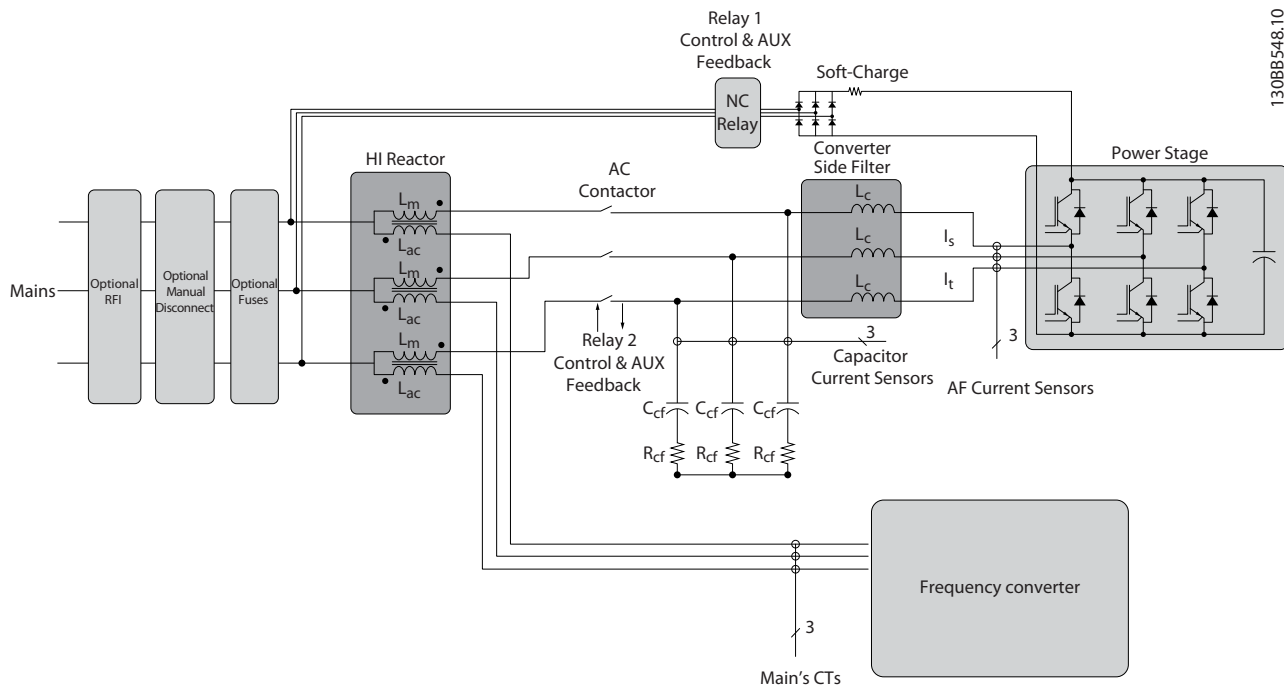 130BB548.10
Relay 1
Control & AUX
Feedback
NC
Relay
Soft-Charge
Converter
Side Filter
Power Stage
HI Reactor
AC
Contactor
Mains
Optional
RFI
Optional
Manual
Disconnect
Optional
Fuses
Lm
Lac
Lm
Lac
Lm
Lac
Lc
Lc
Lc
Is
It
Relay 2
Control & AUX
Feedback
3
Capacitor
Current Sensors
3
AF Current Sensors
Ccf
Ccf
Ccf
Rcf
Rcf
Rcf
Frequency converter
3
Main's CTs